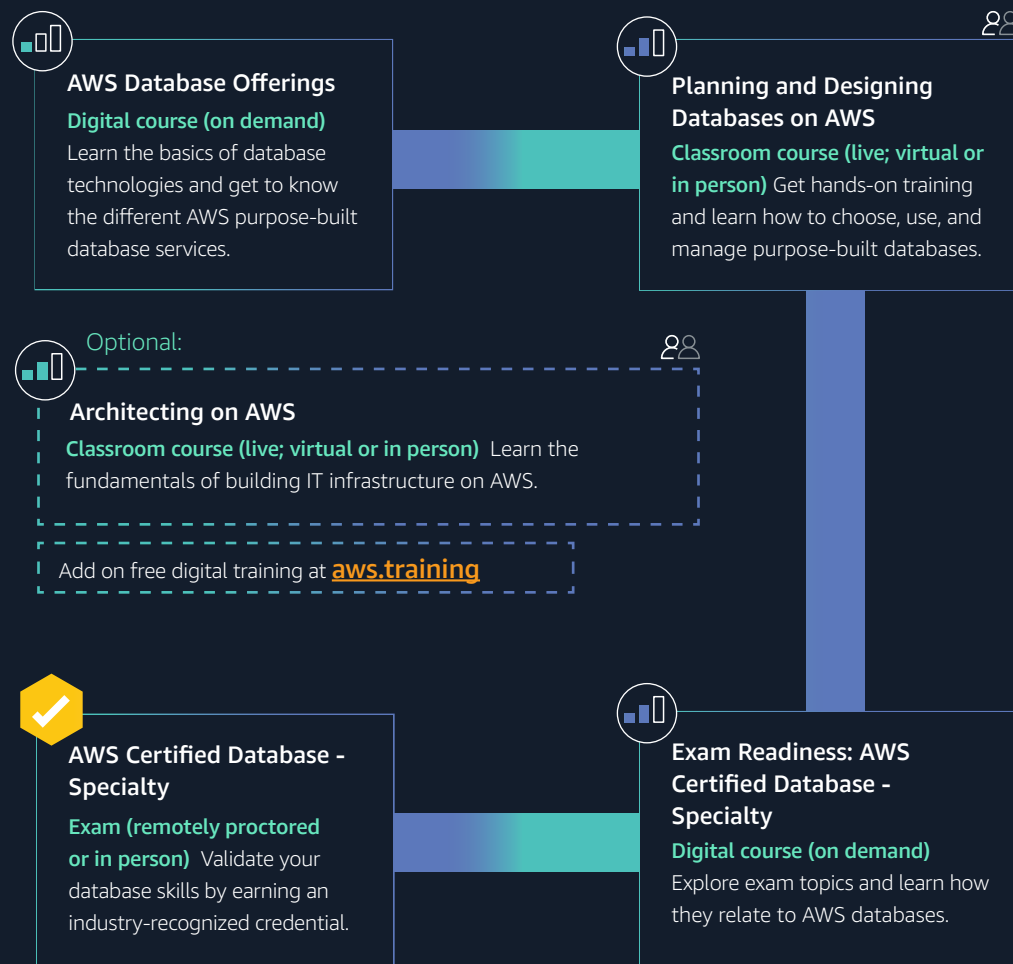 AWS Database Offerings
Digital course (on demand)
Learn the basics of database
technologies and get to know
the different AWS purpose-built
database services.
Planning and Designing
Databases on AWS
Classroom course (live; virtual or
in person) Get hands-on training
and learn how to choose, use, and
manage purpose-built databases.
Optional:
Architecting on AWS
Classroom course (live; virtual or in person) Learn the
fundamentals of building IT infrastructure on AWS.
Add on free digital training at aws.training
AWS Certified Database -
Specialty
Exam (remotely proctored
or in person) Validate your
database skills by earning an
industry-recognized credential.
Exam Readiness: AWS
Certified Database -
Specialty
Digital course (on demand)
Explore exam topics and learn how
they relate to AWS databases.